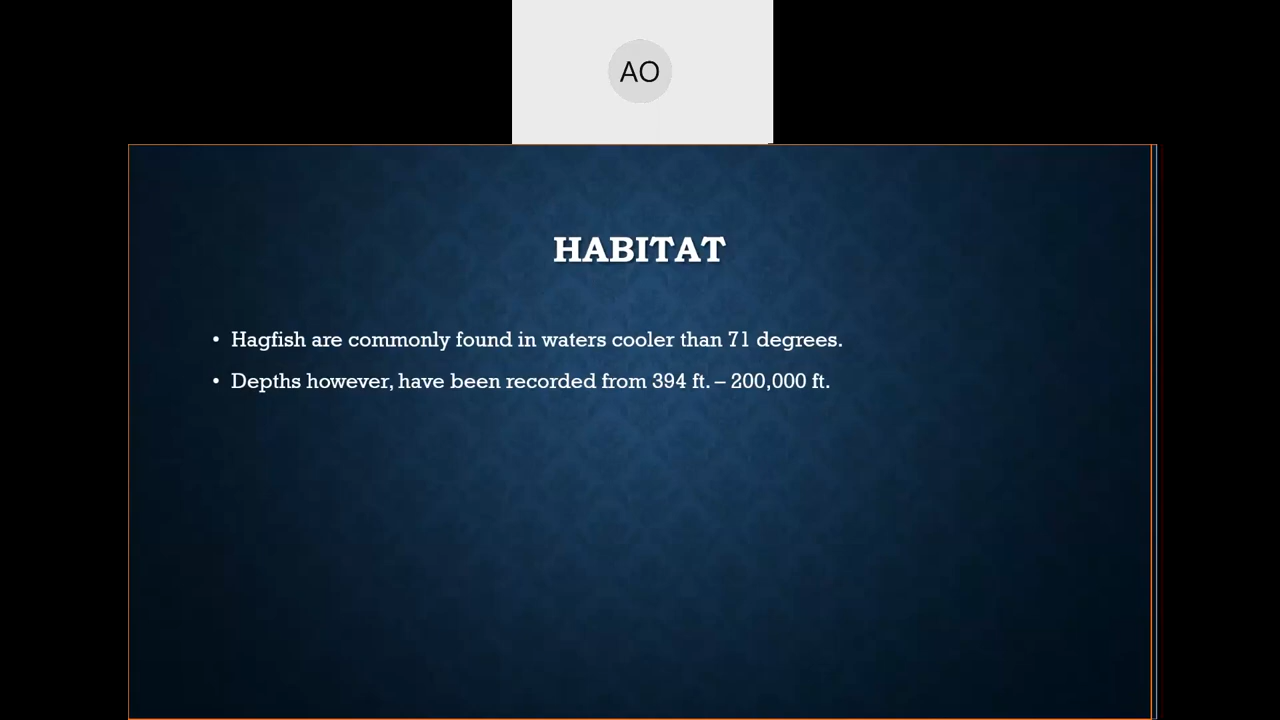 AO
HABITAT
• Hagfish are commonly found in waters cooler than 71 degrees.
• Depths however, have been recorded from 394 ft. – 200,000 ft.